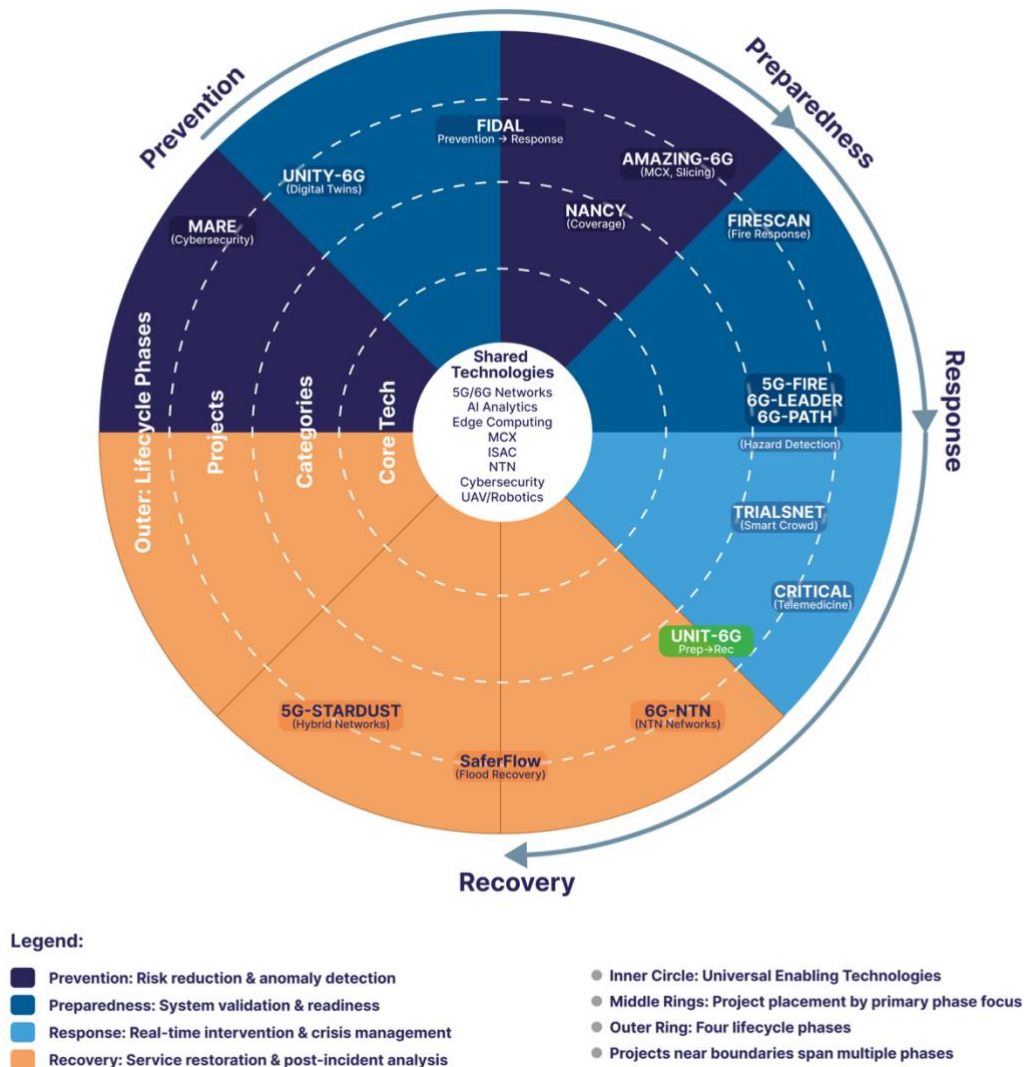 Prevention
Preparedness
Response
Recovery
FIDAL
Prevention → Response
UNITY-6G
(Digital Twins)
AMAZING-6G
(MCX, Slicing)
MARE
(Cybersecurity)
NANCY
(Coverage)
FIRESCAN
(Fire Response)
Outer: Lifecycle Phases
Projects
Categories
Core Tech
Shared
Technologies
5G/6G Networks
AI Analytics
Edge Computing
MCX
ISAC
NTN
Cybersecurity
UAV/Robotics
5G-FIRE
6G-LEADER
6G-PATH
(Hazard Detection)
TRIALSNET
(Smart Crowd)
CRITICAL
(Telemedicine)
UNIT-6G
Prep→Rec
5G-STARDUST
(Hybrid Networks)
6G-NTN
(NTN Networks)
SaferFlow
(Flood Recovery)
Legend:
Prevention: Risk reduction & anomaly detection
Preparedness: System validation & readiness
Response: Real-time intervention & crisis management
Recovery: Service restoration & post-incident analysis
Inner Circle: Universal Enabling Technologies
Middle Rings: Project placement by primary phase focus
Outer Ring: Four lifecycle phases
Projects near boundaries span multiple phases